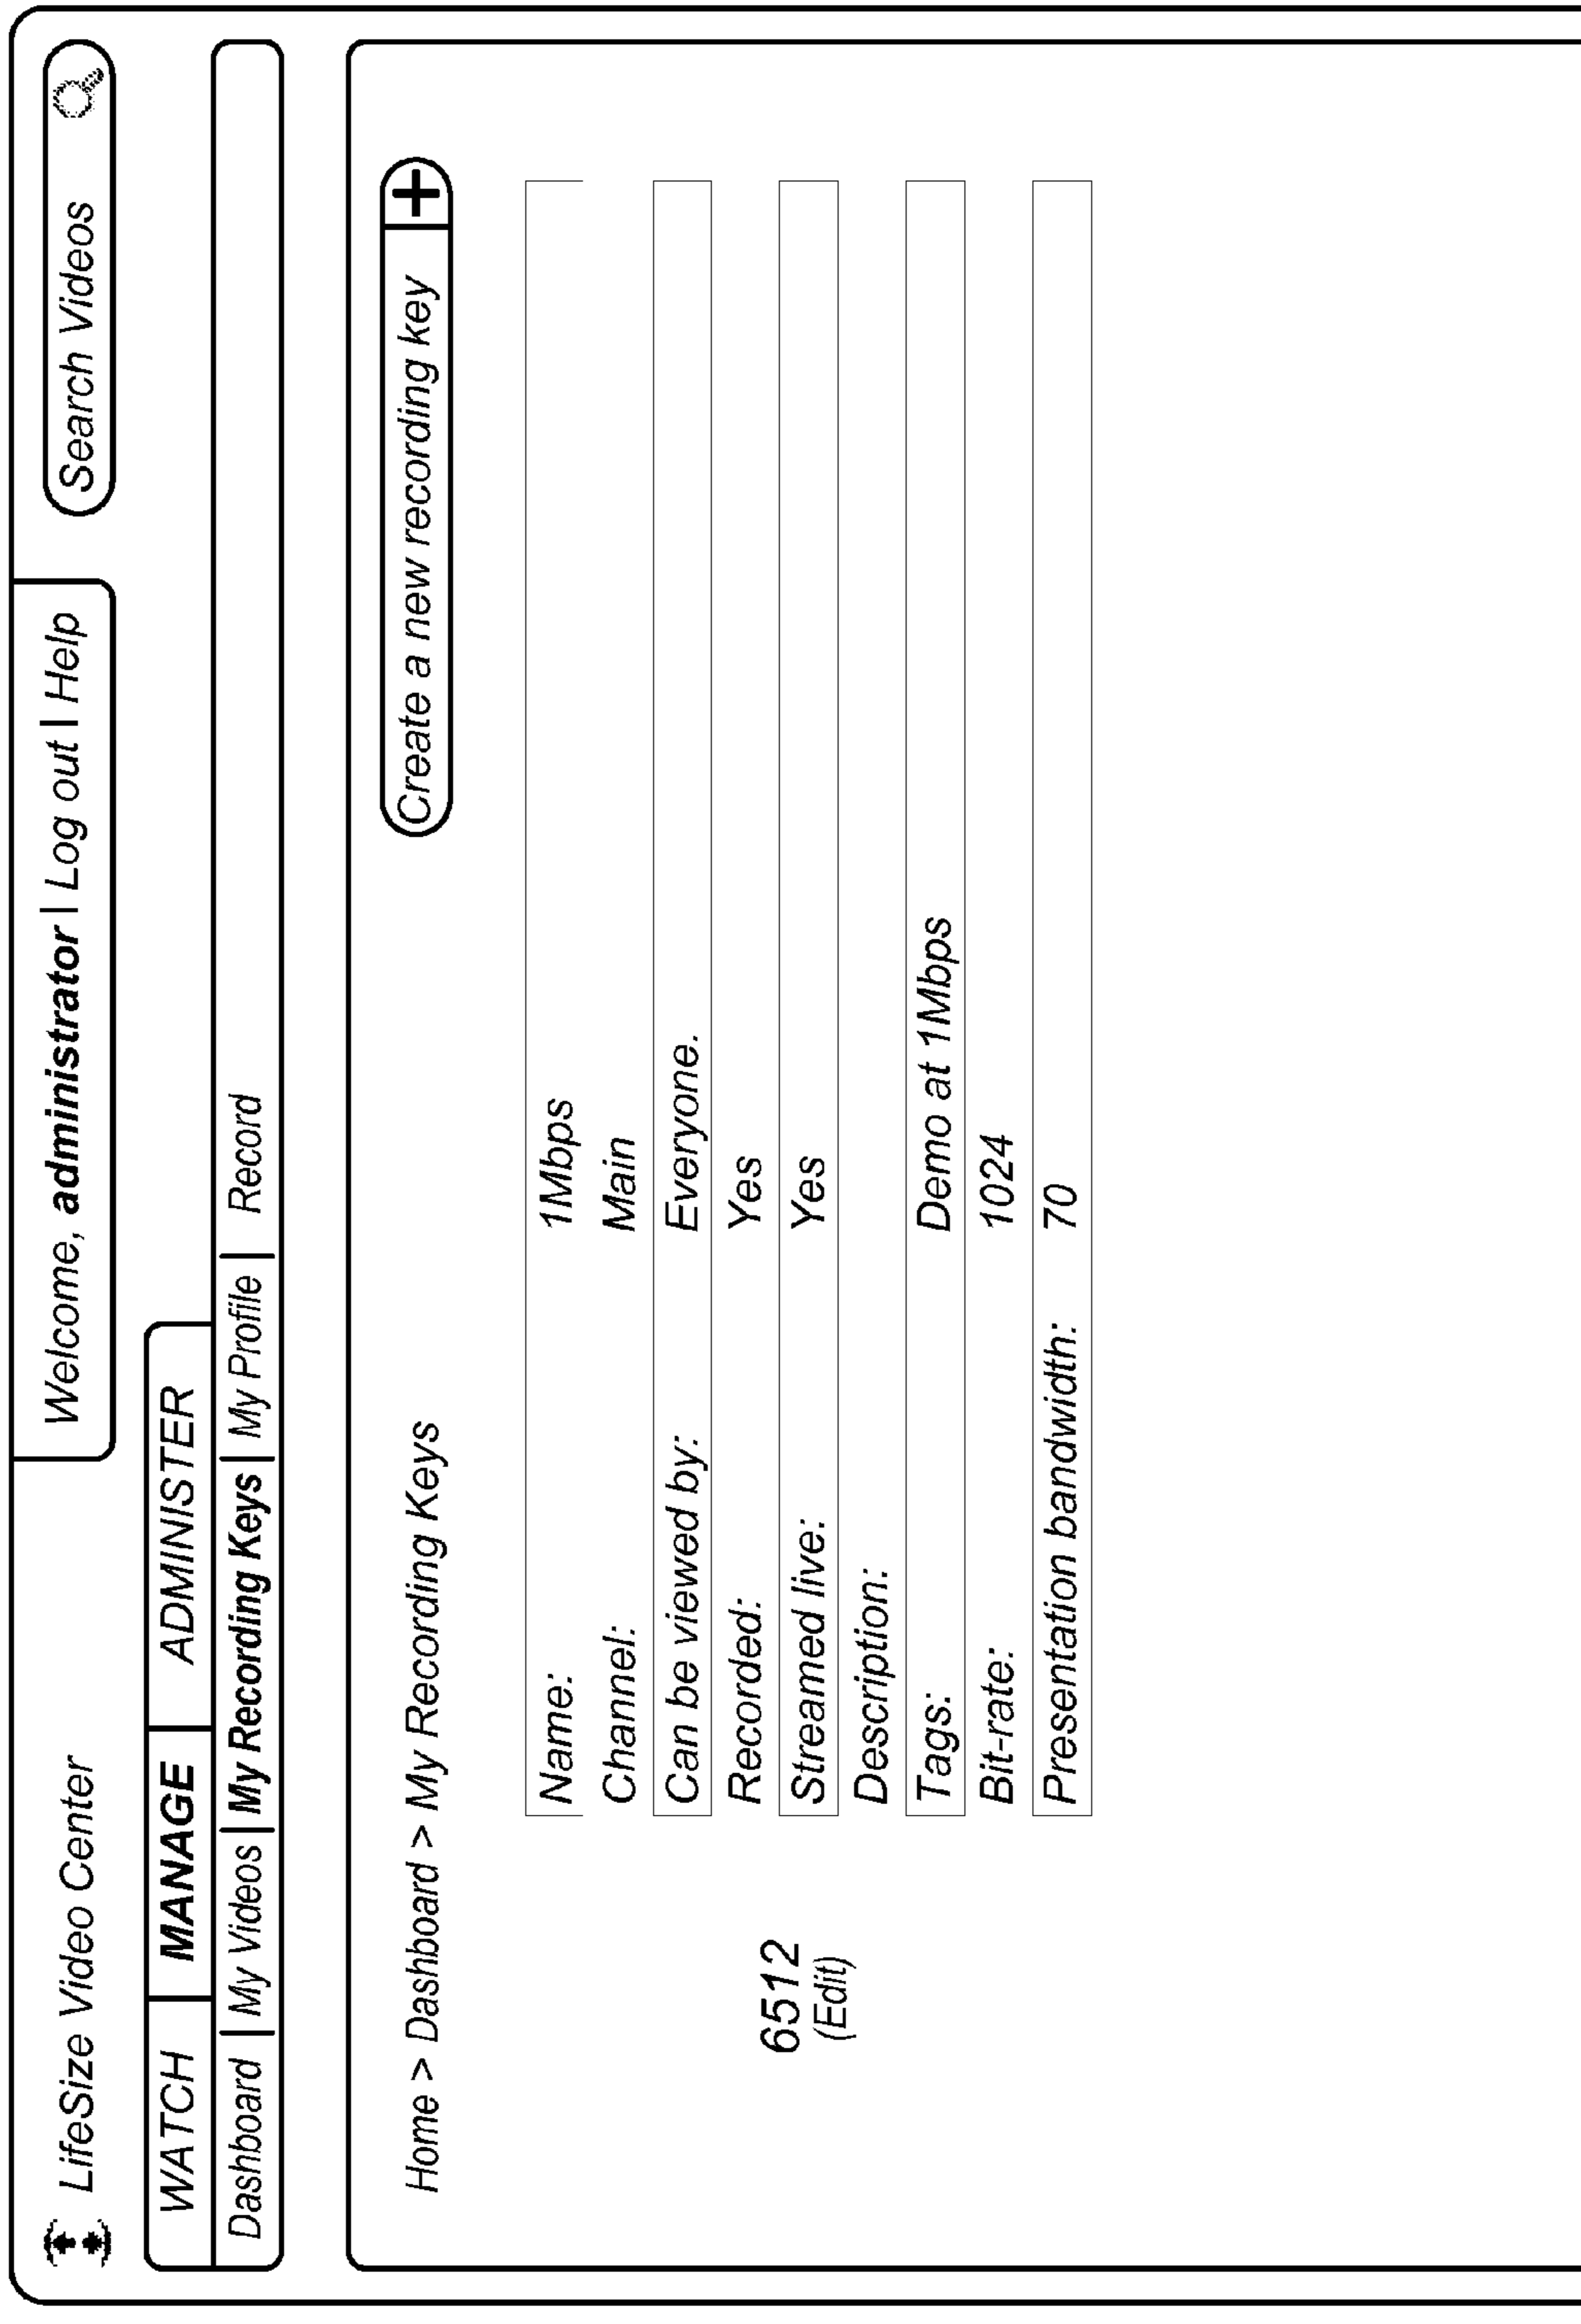 LifeSize Video Center
Welcome, administrator | Log out | Help
Search Videos
WATCH MANAGE ADMINISTER
Dashboard | My Videos | My Recording Keys | My Profile | Record
Home > Dashboard > My Recording Keys
Create a new recording key +
6512
(Edit)
Name: 1Mbps
Channel: Main
Can be viewed by: Everyone.
Recorded: Yes
Streamed live: Yes
Description:
Tags: Demo at 1Mbps
Bit-rate: 1024
Presentation bandwidth: 70